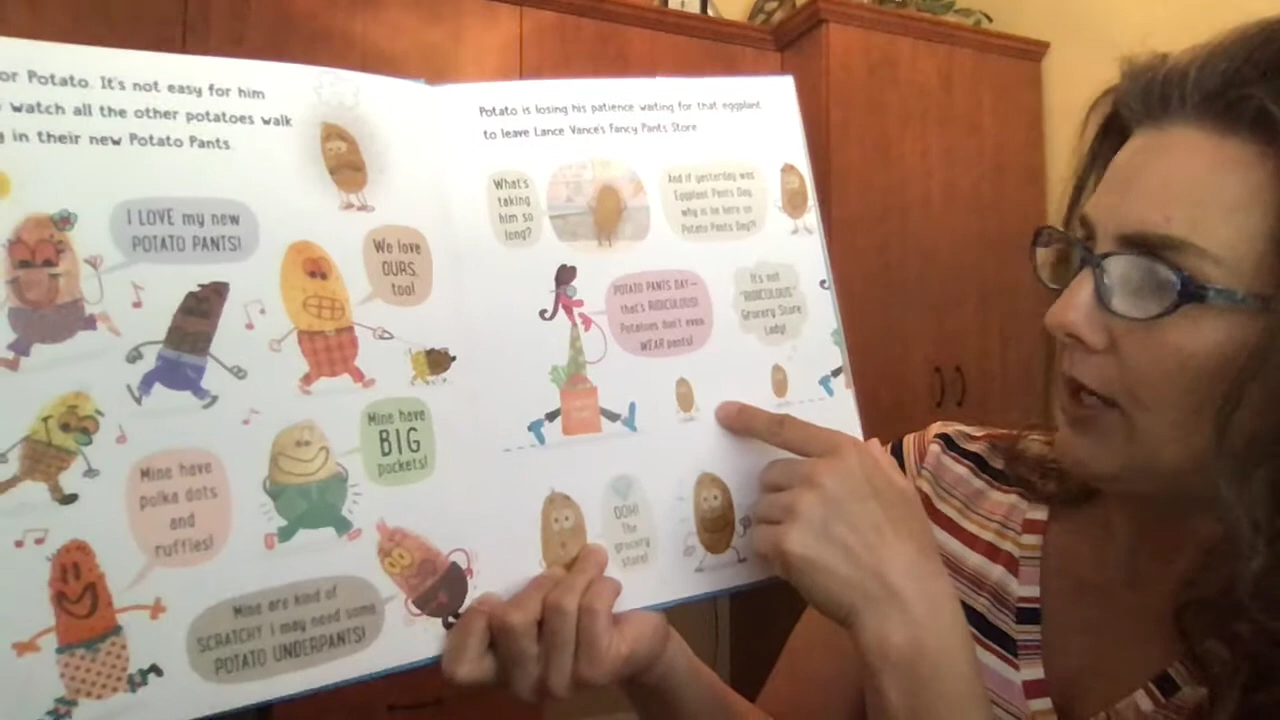 or Potato. It's not easy for him
watch all the other potatoes walk
in their new Potato Pants.
I LOVE my new
POTATO PANTS!
We love
OURS,
too!
Mine have
BIG
pockets!
Mine have
polka dots
and
ruffles!
Mine are kind of
SCRATCHY. I may need some
POTATO UNDERPANTS!
Potato is losing his patience waiting for that eggplant
to leave Lance Vance's Fancy Pants Store.
What's
taking
him so
long?
And if yesterday was
Eggplant Pants Day,
why is he here on
Potato Pants Day?!
POTATO PANTS DAY—
that's RIDICULOUS!
Potatoes don't even
WEAR pants!
It's not
"RIDICULOUS,"
Grocery Store
Lady!
OOH!
The
grocery
store!